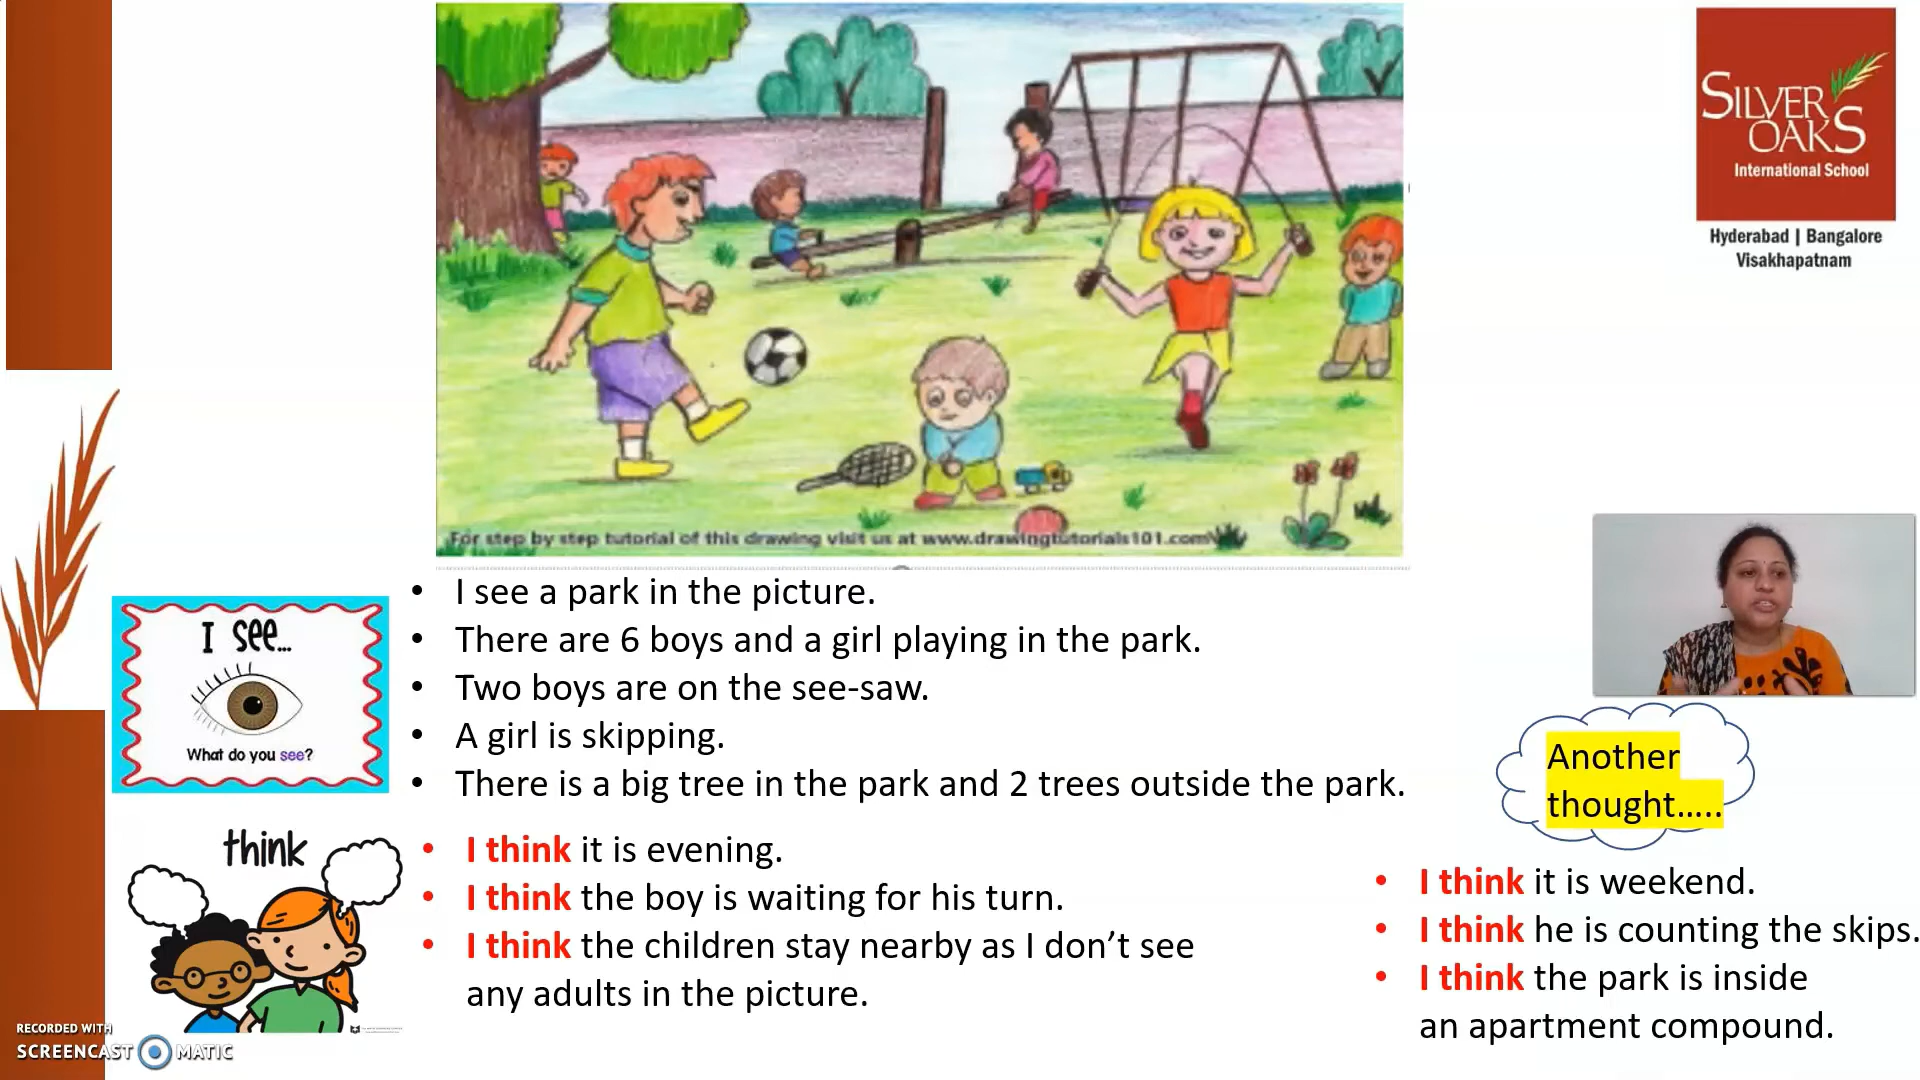 SILVER
OAKS
International School
Hyderabad | Bangalore
Visakhapatnam
For step by step tutorial of this drawing visit us at www.drawingtutorials101.com
I see...
What do you see?
• I see a park in the picture.
• There are 6 boys and a girl playing in the park.
• Two boys are on the see-saw.
• A girl is skipping.
• There is a big tree in the park and 2 trees outside the park.
think
• I think it is evening.
• I think the boy is waiting for his turn.
• I think the children stay nearby as I don’t see
any adults in the picture.
Another
thought…..
• I think it is weekend.
• I think he is counting the skips.
• I think the park is inside
an apartment compound.
RECORDED WITH
SCREENCAST MATIC